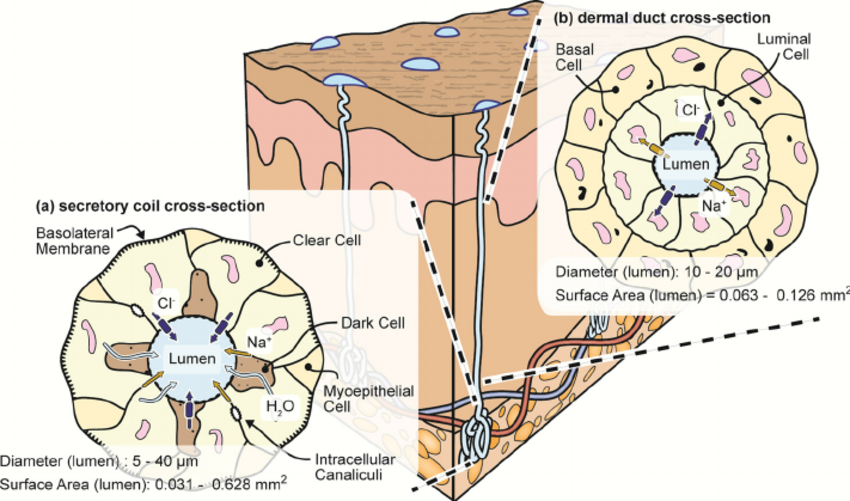 (b) dermal duct cross-section
Basal
Cell
Luminal
Cell
Cl-
Lumen
Na+
Diameter (lumen): 10 - 20 µm
Surface Area (lumen) = 0.063 - 0.126 mm²
(a) secretory coil cross-section
Basolateral
Membrane
Clear Cell
Cl-
Dark Cell
Na+
Lumen
Myoepithelial
Cell
H₂O
Intracellular
Canaliculi
Diameter (lumen) : 5 - 40 µm
Surface Area (lumen): 0.031 - 0.628 mm²